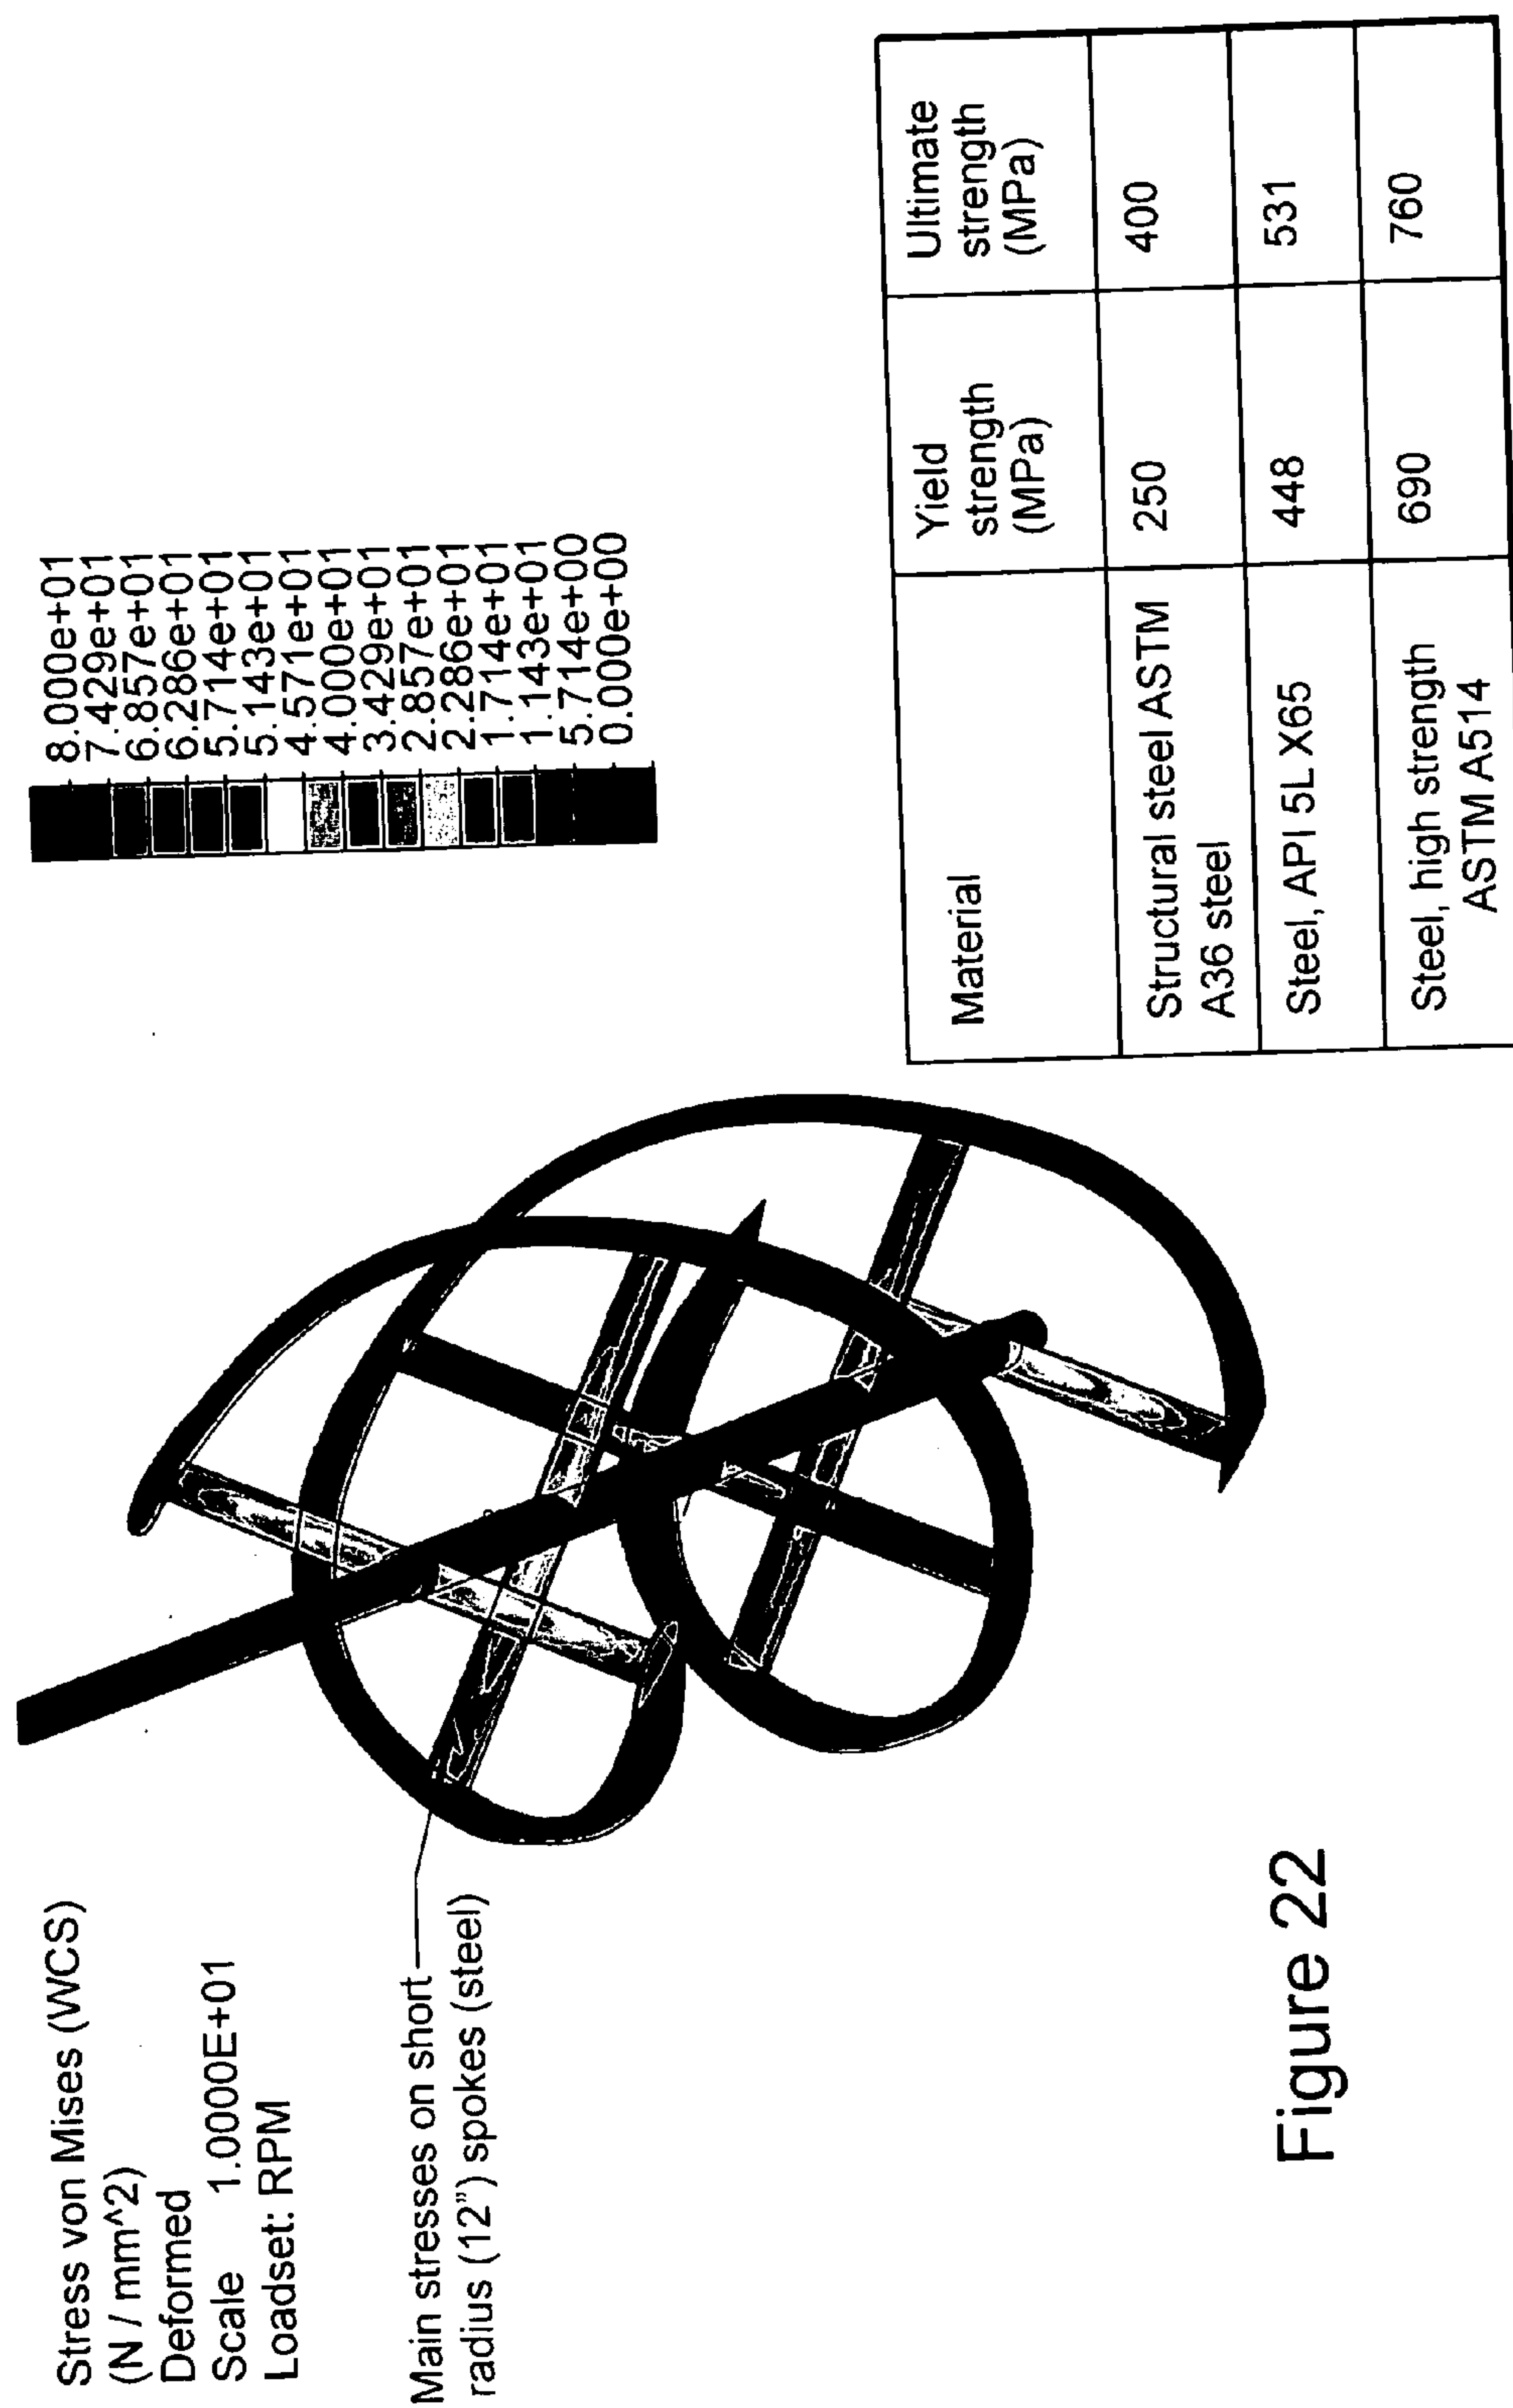 Stress von Mises (WCS)
(N / mm^2)
Deformed
Scale 1.0000E+01
Loadset: RPM
Main stresses on short
radius (12") spokes (steel)
8.000e+01
7.429e+01
6.857e+01
6.286e+01
5.714e+01
5.143e+01
4.571e+01
4.000e+01
3.429e+01
2.857e+01
2.286e+01
1.714e+01
1.143e+01
5.714e+00
0.000e+00
Material
Yield
strength
(MPa)
Ultimate
strength
(MPa)
Structural steel ASTM
A36 steel
250
400
Steel, API 5L X65
448
531
Steel, high strength
ASTM A514
690
760
Figure 22